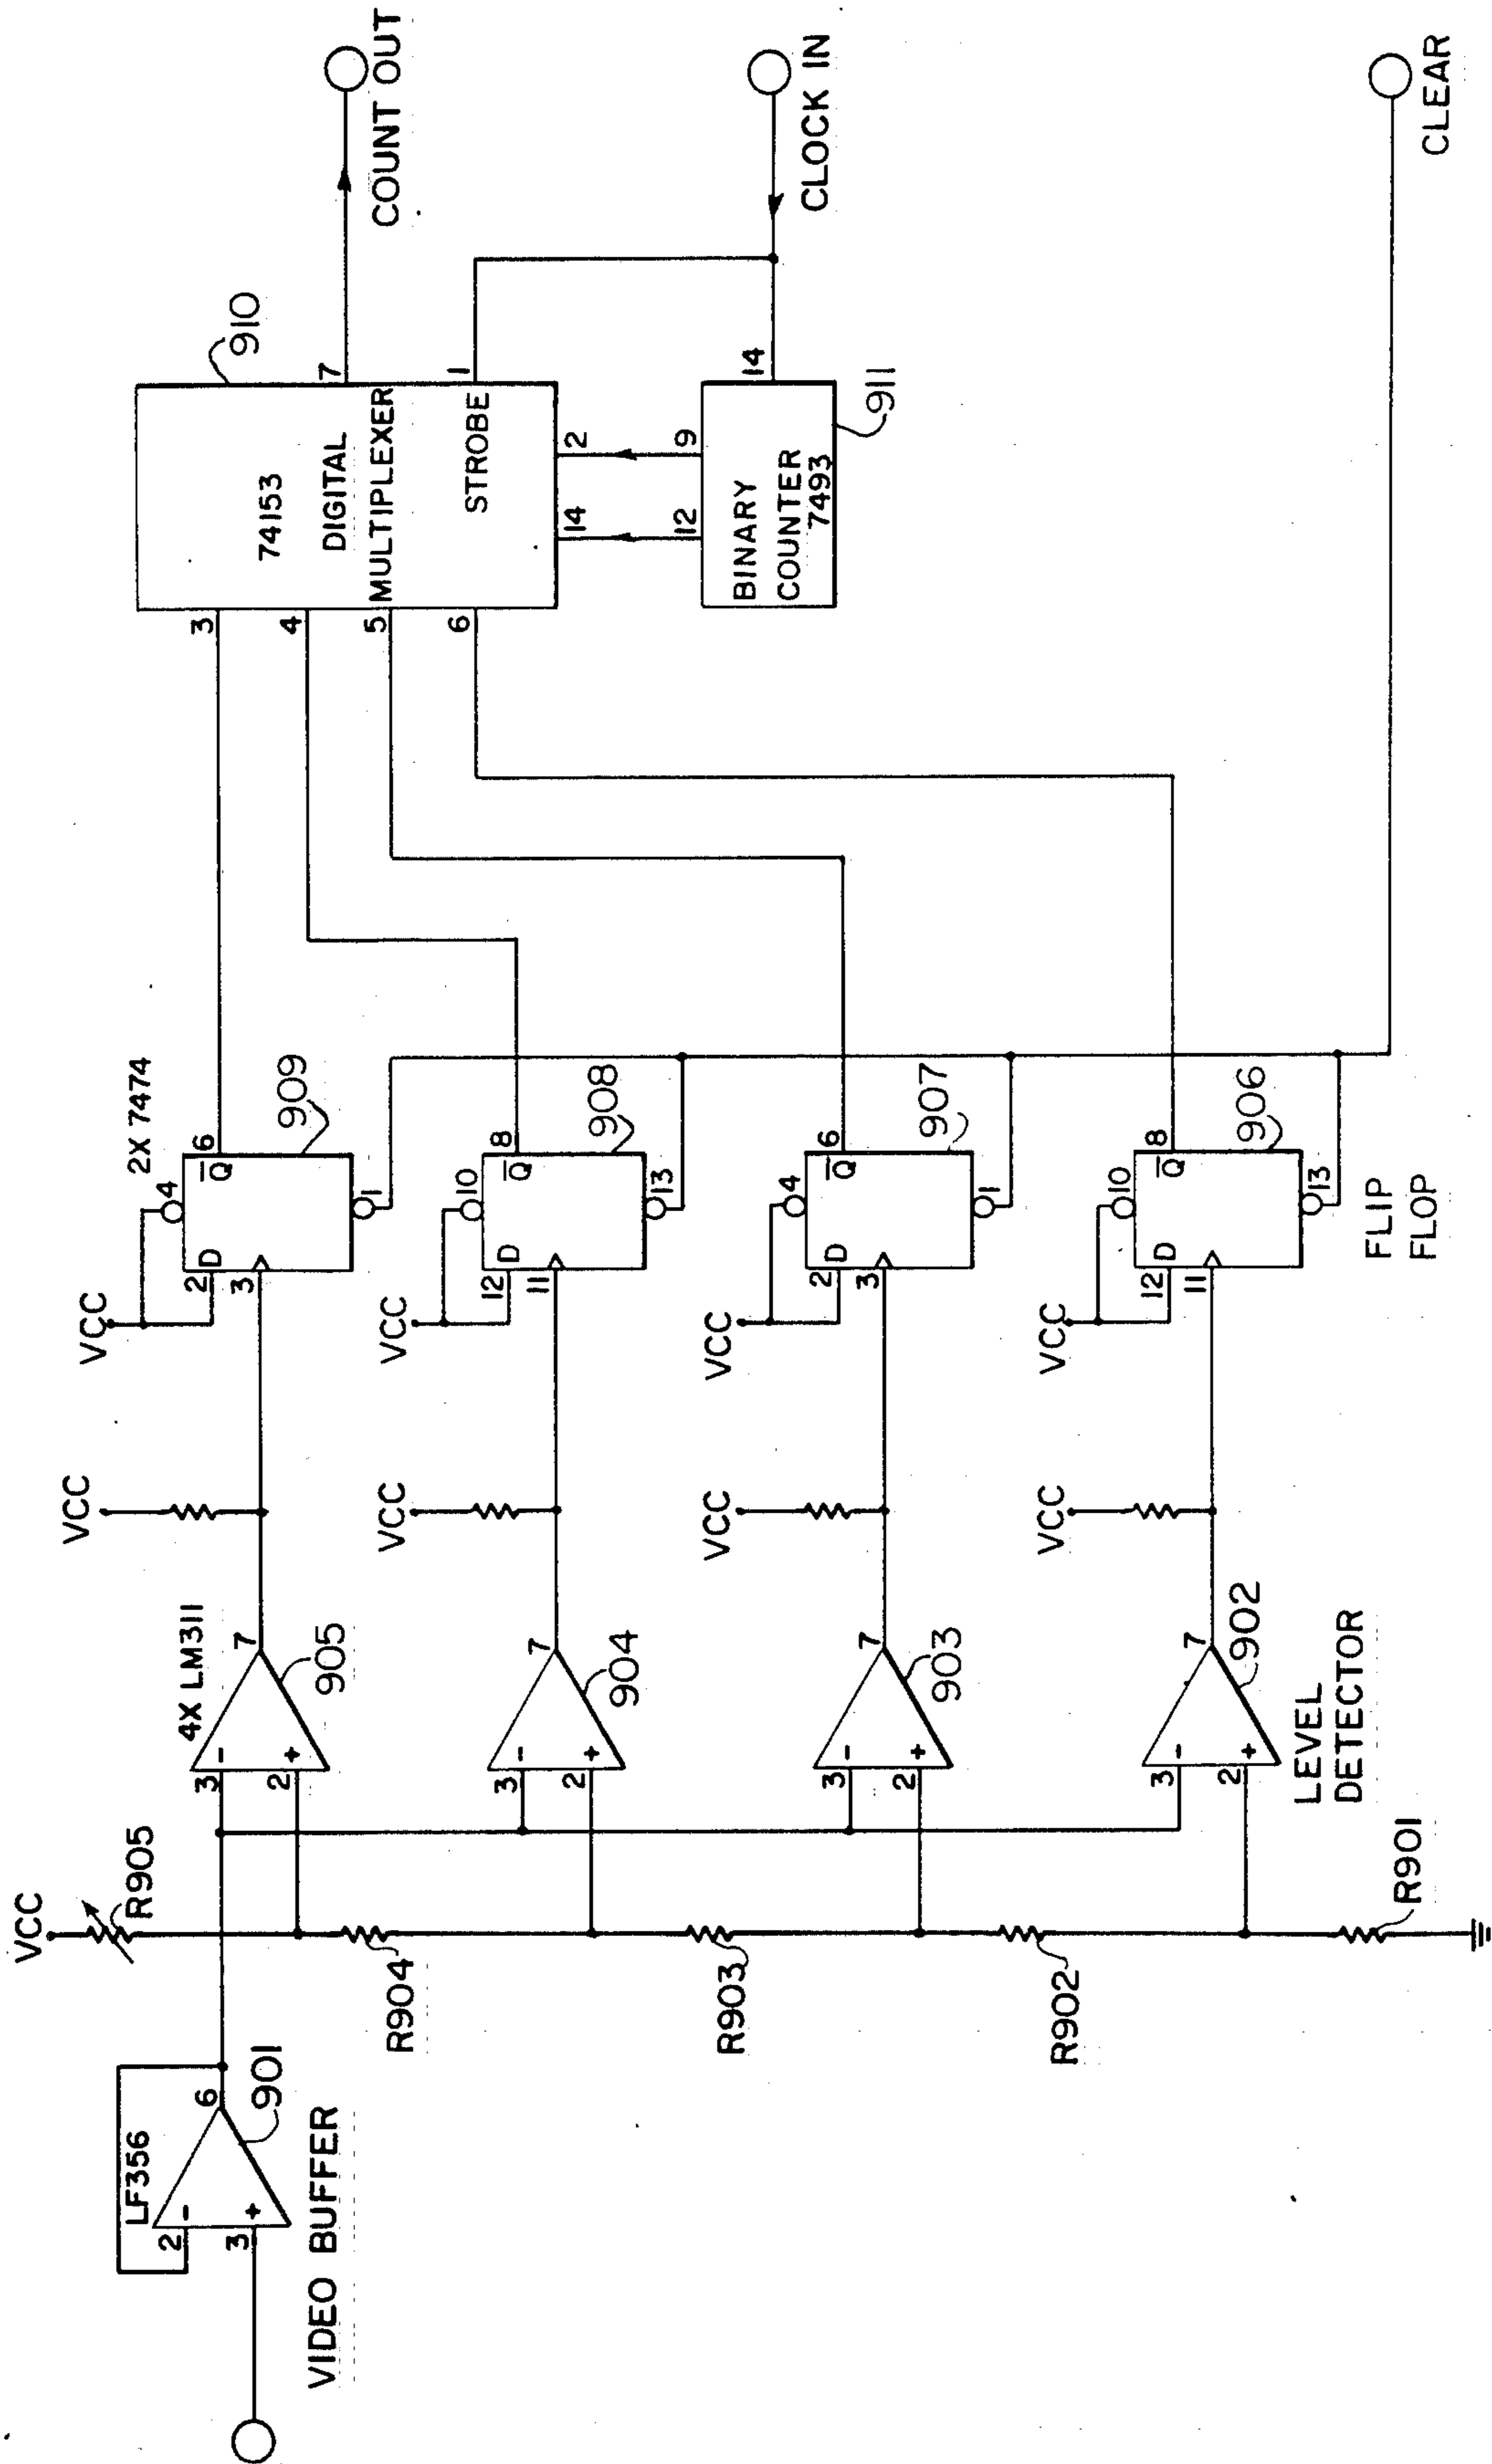 VCC
R905
R904
R903
R902
R901
LF356
2
-
3
+
6
901
VIDEO BUFFER
4X LM311
3
-
2
+
7
905
3
-
2
+
7
904
3
-
2
+
7
903
3
-
2
+
7
902
LEVEL
DETECTOR
VCC
VCC
VCC
VCC
2X 7474
VCC
4
2 D
3
Q 6
1
909
VCC
10
12 D
11
Q 8
13
908
VCC
4
2 D
3
Q 6
1
907
VCC
10
12 D
11
Q 8
13
906
FLIP
FLOP
3
4
5
6
74153
DIGITAL
MULTIPLEXER
STROBE
7
1
14
2
910
12
9
BINARY
COUNTER
7493
14
911
COUNT OUT
CLOCK IN
CLEAR